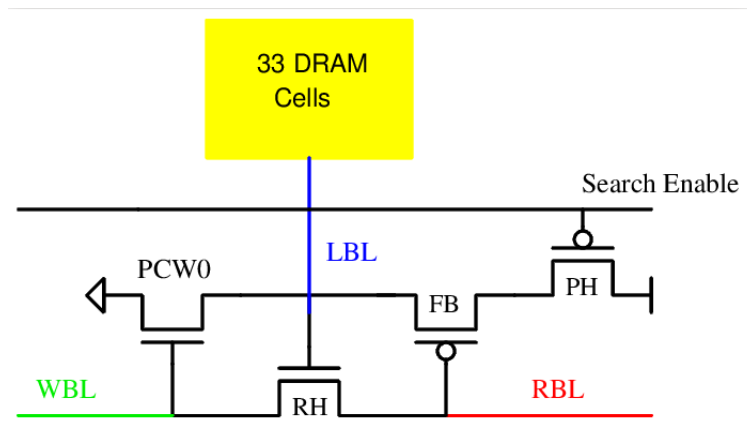 33 DRAM
Cells
Search Enable
LBL
PCW0
PH
FB
WBL
RBL
RH